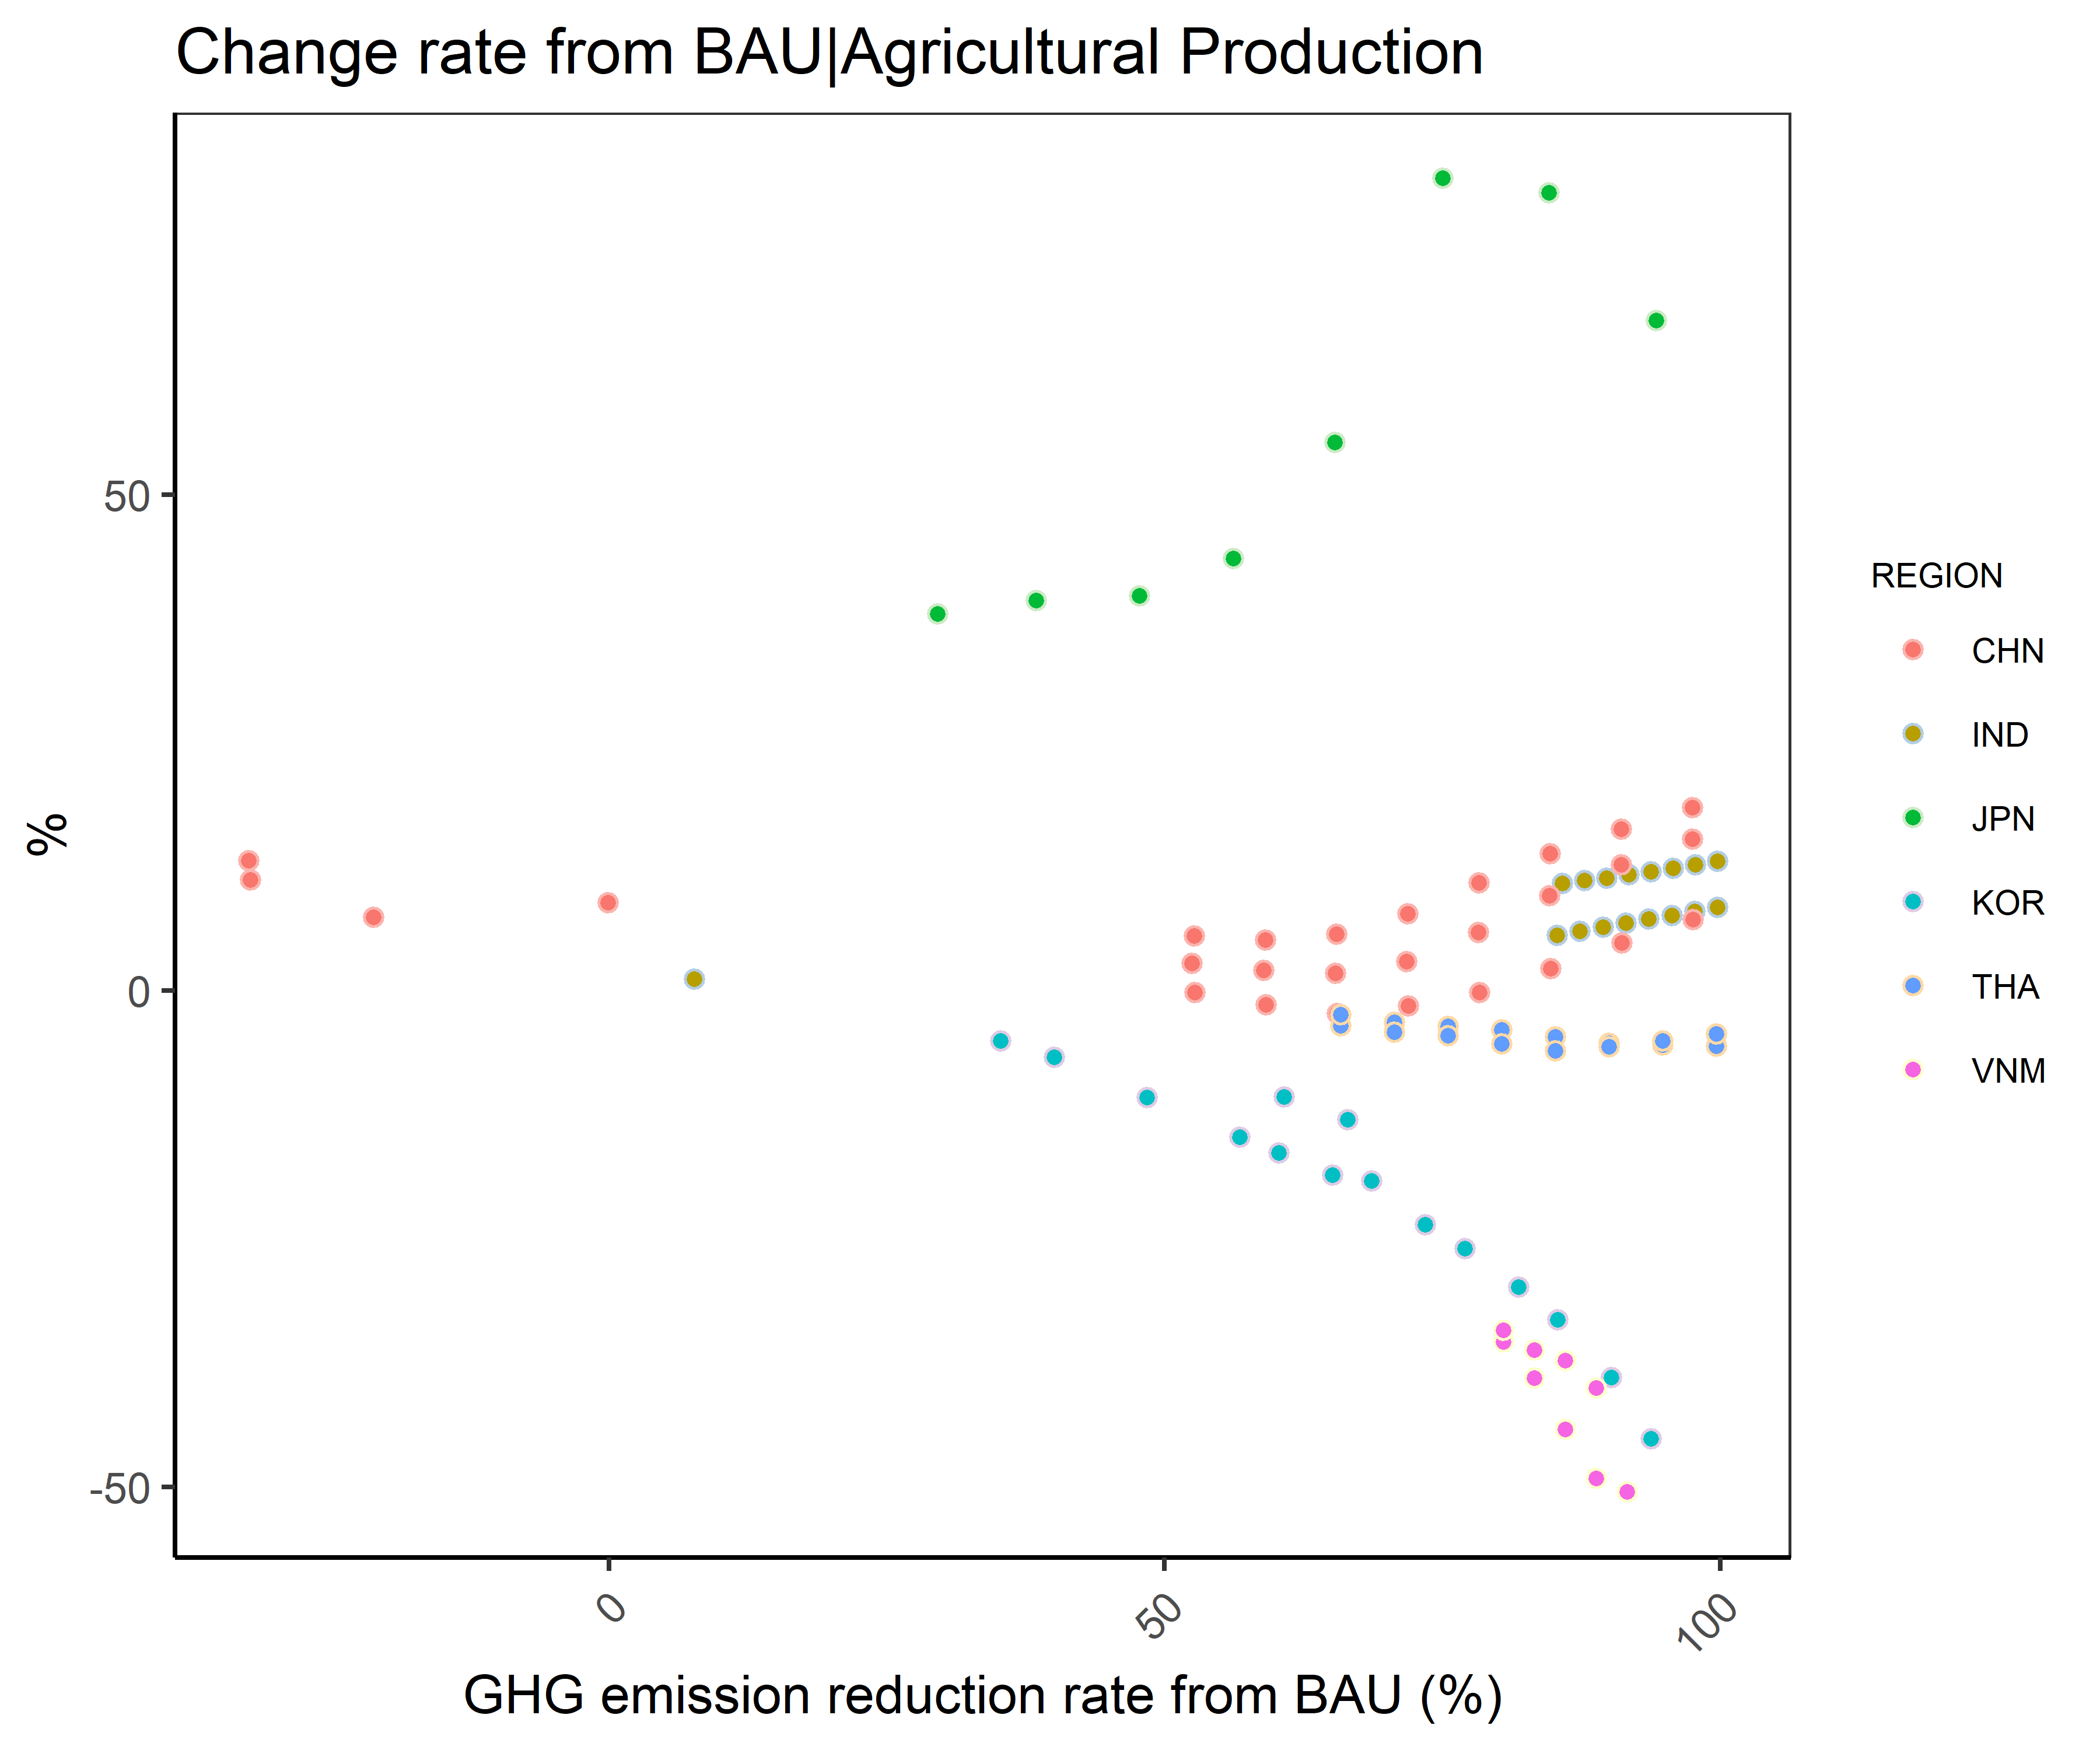 Change rate from BAU|Agricultural Production
%
50
0
-50
0
50
100
GHG emission reduction rate from BAU (%)
REGION
CHN
IND
JPN
KOR
THA
VNM